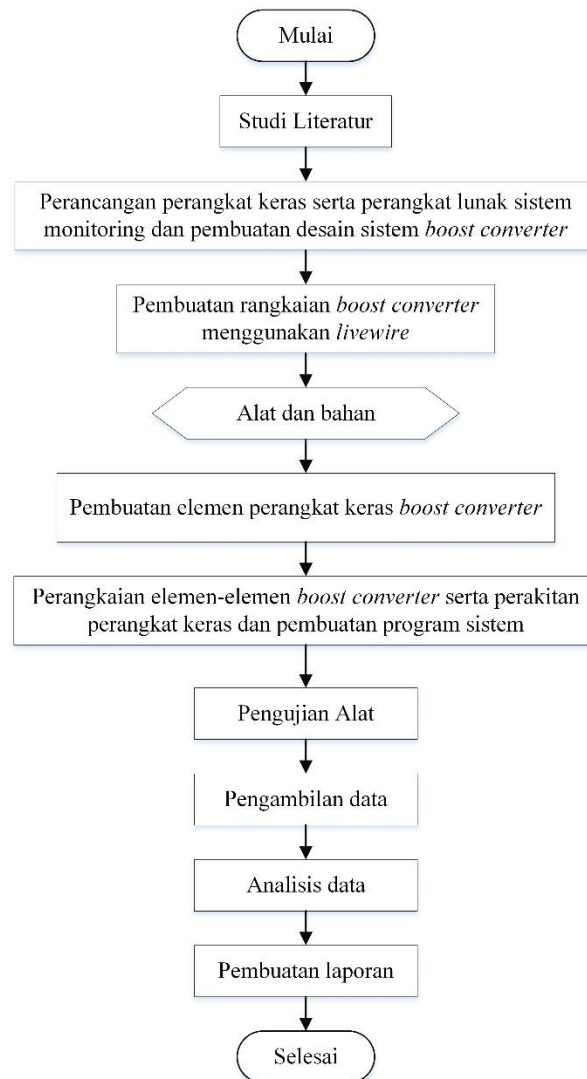 Mulai
Studi Literatur
Perancangan perangkat keras serta perangkat lunak sistem
monitoring dan pembuatan desain sistem boost converter
Pembuatan rangkaian boost converter
menggunakan livewire
Alat dan bahan
Pembuatan elemen perangkat keras boost converter
Perangkaian elemen-elemen boost converter serta perakitan
perangkat keras dan pembuatan program sistem
Pengujian Alat
Pengambilan data
Analisis data
Pembuatan laporan
Selesai